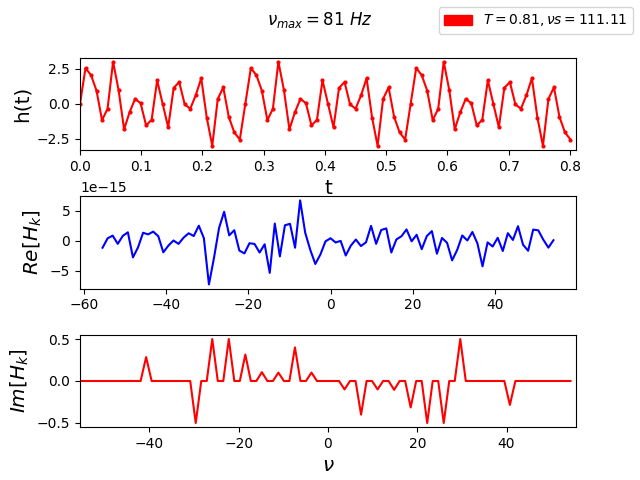 ν_max = 81 Hz
T = 0.81, νs = 111.11
h(t)
2.5
0.0
−2.5
0.0 0.1 0.2 0.3 0.4 0.5 0.6 0.7 0.8
t
1e−15
Re[H_k]
5
0
−5
−60 −40 −20 0 20 40
Im[H_k]
0.5
0.0
−0.5
−40 −20 0 20 40
ν